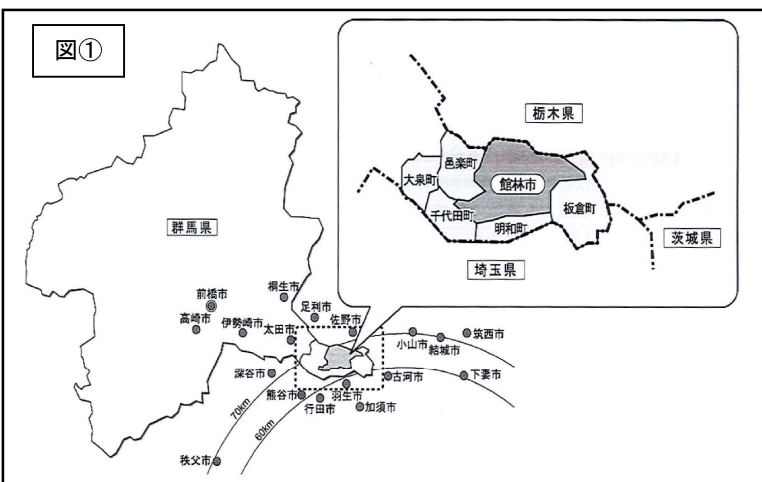 図①
栃木県
邑楽町
大泉町
館林市
千代田町
明和町
板倉町
茨城県
埼玉県
群馬県
前橋市
高崎市
伊勢崎市
桐生市
太田市
足利市
佐野市
小山市
結城市
筑西市
深谷市
熊谷市
行田市
羽生市
加須市
古河市
下妻市
70km
60km
秩父市